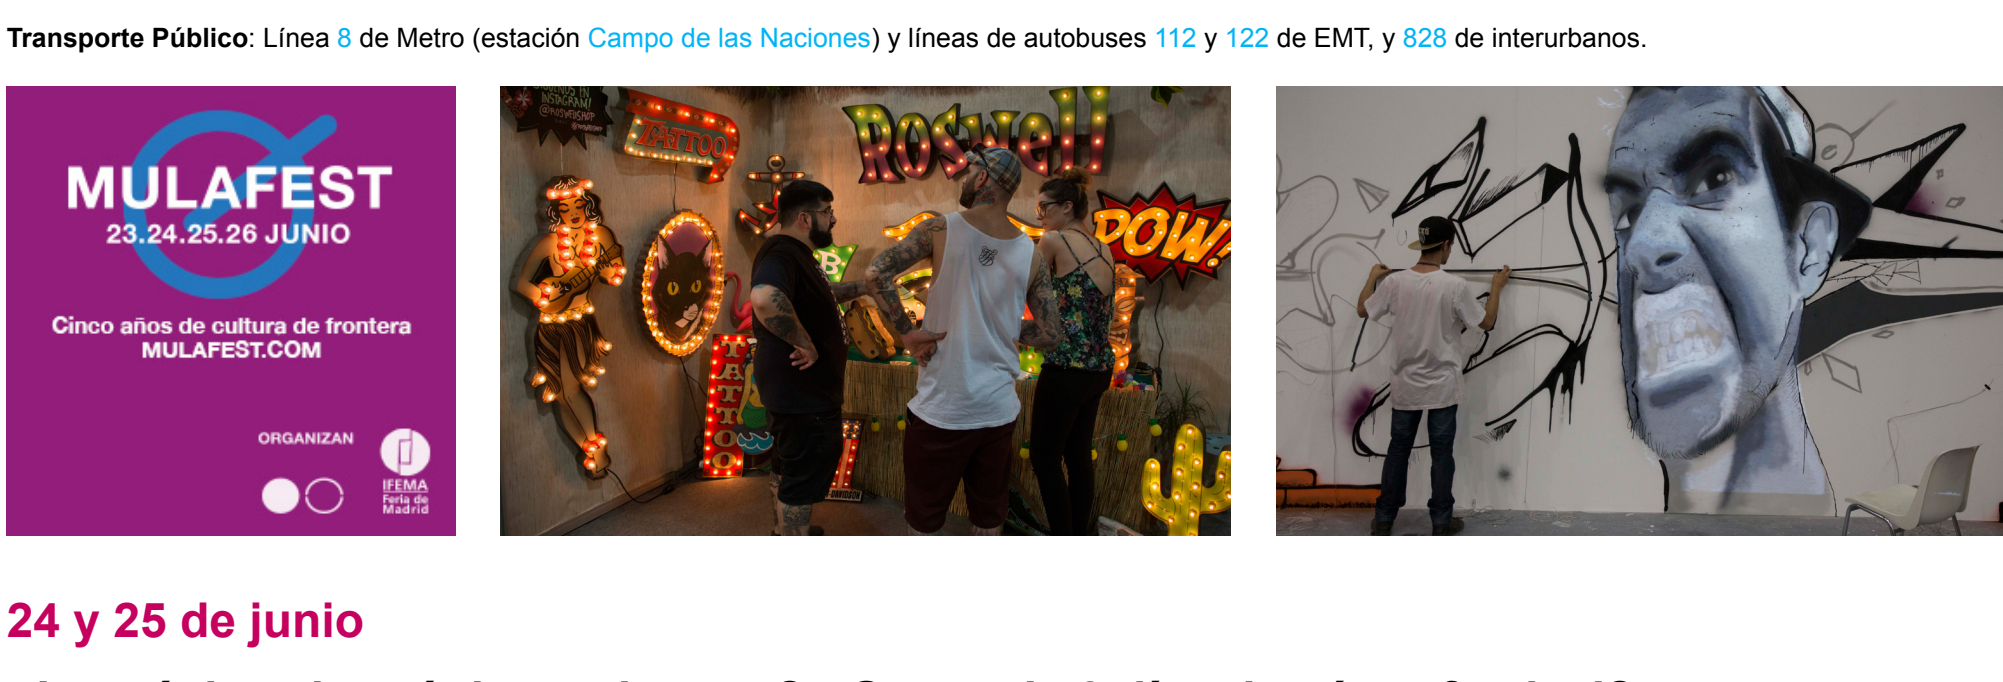 Transporte Público: Línea 8 de Metro (estación Campo de las Naciones) y líneas de autobuses 112 y 122 de EMT, y 828 de interurbanos.
MULAFEST
23.24.25.26 JUNIO
Cinco años de cultura de frontera
MULAFEST.COM
ORGANIZAN
IFEMA
Feria de
Madrid
INSTAGRAM!
@ROSWELLSHOP
TATTOO
ROSWEll
POW!
B
TATTOO
24 y 25 de junio